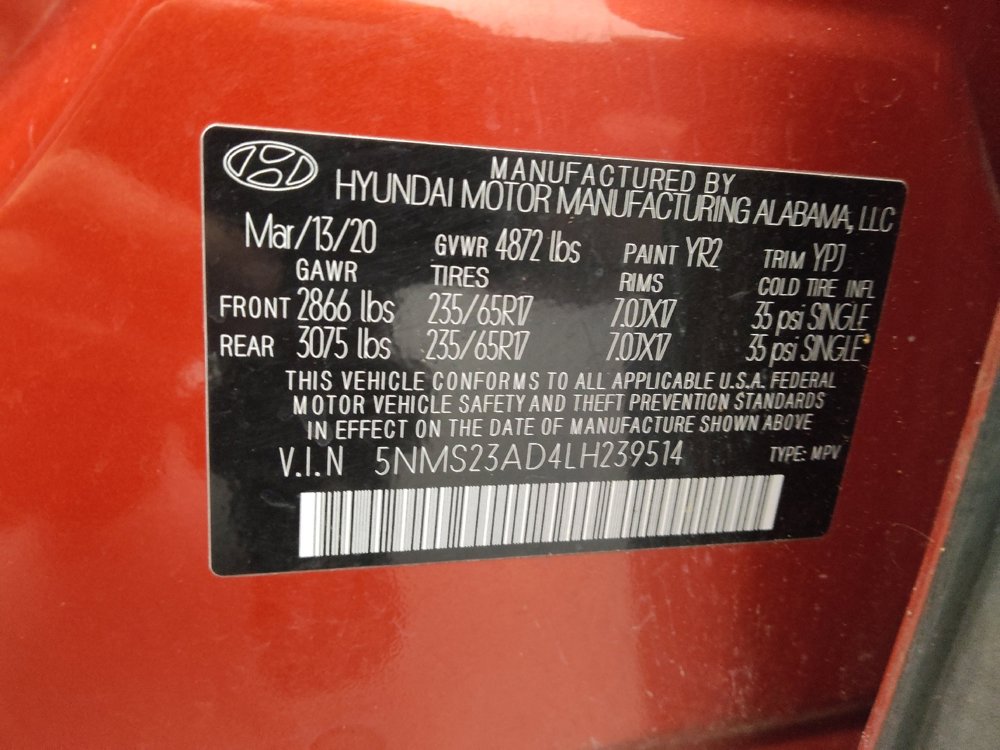 MANUFACTURED BY
HYUNDAI MOTOR MANUFACTURING ALABAMA, LLC
Mar/13/20 GVWR 4872 lbs PAINT YR2 TRIM YPJ
GAWR TIRES RIMS COLD TIRE INFL
FRONT 2866 lbs 235/65R17 7.0JX17 35 psi SINGLE
REAR 3075 lbs 235/65R17 7.0JX17 35 psi SINGLE
THIS VEHICLE CONFORMS TO ALL APPLICABLE U.S.A. FEDERAL
MOTOR VEHICLE SAFETY AND THEFT PREVENTION STANDARDS
IN EFFECT ON THE DATE OF MANUFACTURE SHOWN ABOVE
V.I.N 5NMS23AD4LH239514 TYPE: MPV